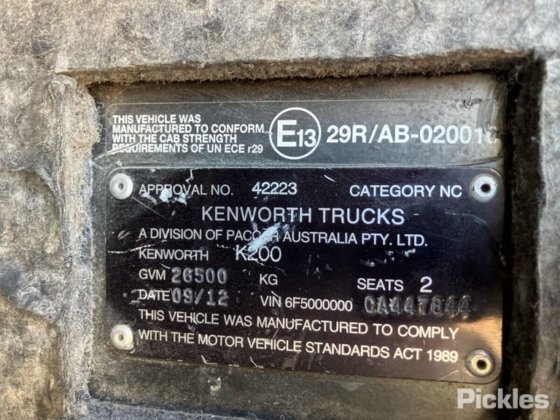 THIS VEHICLE WAS
MANUFACTURED TO CONFORM
WITH THE CAB STRENGTH
REQUIREMENTS OF UN ECE r29
E13 29R/AB-020010
APPROVAL NO. 42223 CATEGORY NC
KENWORTH TRUCKS
A DIVISION OF PACCAR AUSTRALIA PTY. LTD.
KENWORTH K200
GVM 26500 KG SEATS 2
DATE 09/12 VIN 6F5000000 CA447844
THIS VEHICLE WAS MANUFACTURED TO COMPLY
WITH THE MOTOR VEHICLE STANDARDS ACT 1989
Pickles